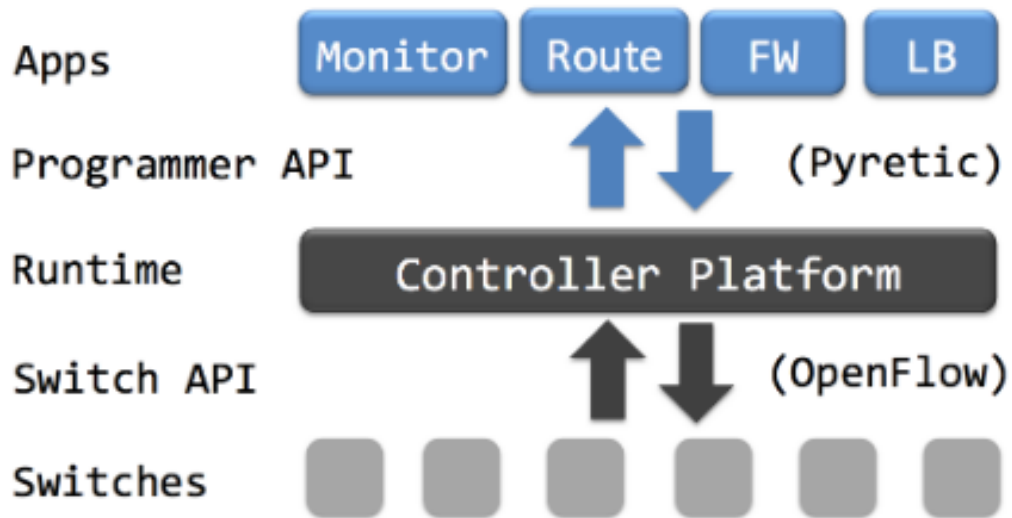 Apps Monitor Route FW LB
Programmer API (Pyretic)
Runtime Controller Platform
Switch API (OpenFlow)
Switches